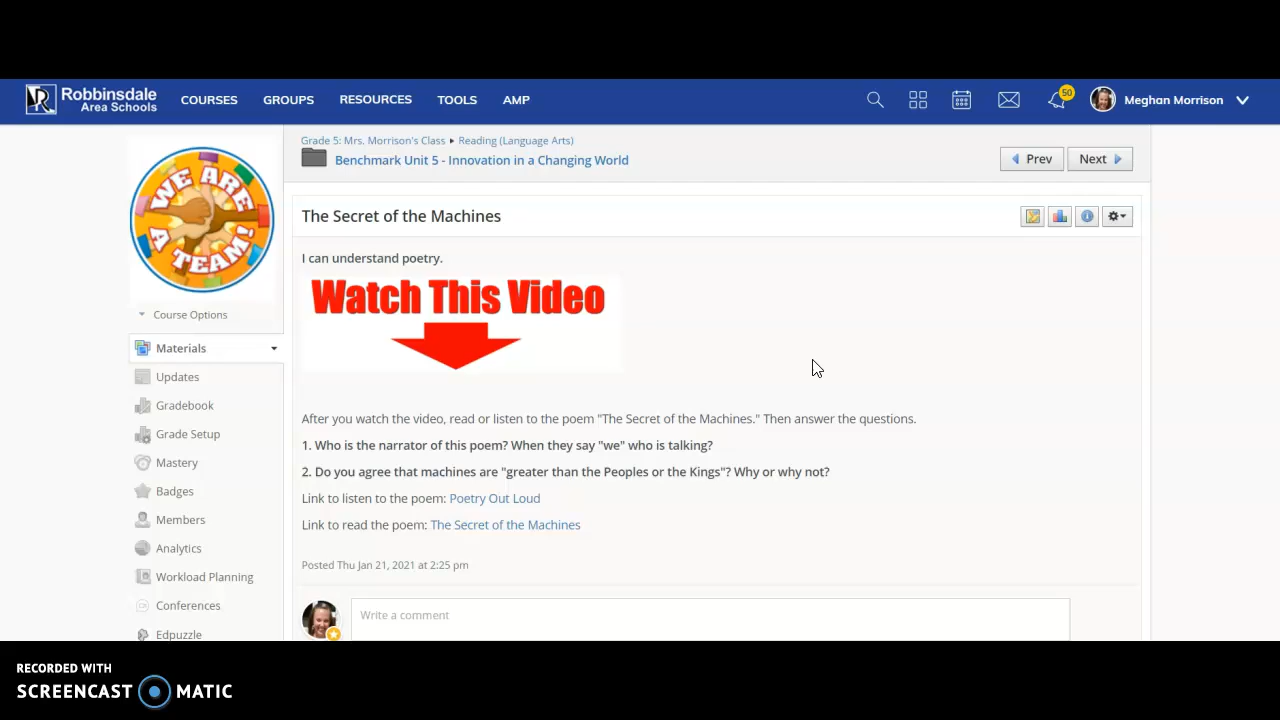 Robbinsdale
Area Schools
COURSES GROUPS RESOURCES TOOLS AMP
50
Meghan Morrison
WE ARE
A TEAM!
Course Options
Materials
Updates
Gradebook
Grade Setup
Mastery
Badges
Members
Analytics
Workload Planning
Conferences
Edpuzzle
Grade 5: Mrs. Morrison's Class ▸ Reading (Language Arts)
Benchmark Unit 5 - Innovation in a Changing World
Prev Next
The Secret of the Machines
I can understand poetry.
Watch This Video
After you watch the video, read or listen to the poem "The Secret of the Machines." Then answer the questions.
1. Who is the narrator of this poem? When they say "we" who is talking?
2. Do you agree that machines are "greater than the Peoples or the Kings"? Why or why not?
Link to listen to the poem: Poetry Out Loud
Link to read the poem: The Secret of the Machines
Posted Thu Jan 21, 2021 at 2:25 pm
Write a comment
RECORDED WITH
SCREENCAST MATIC